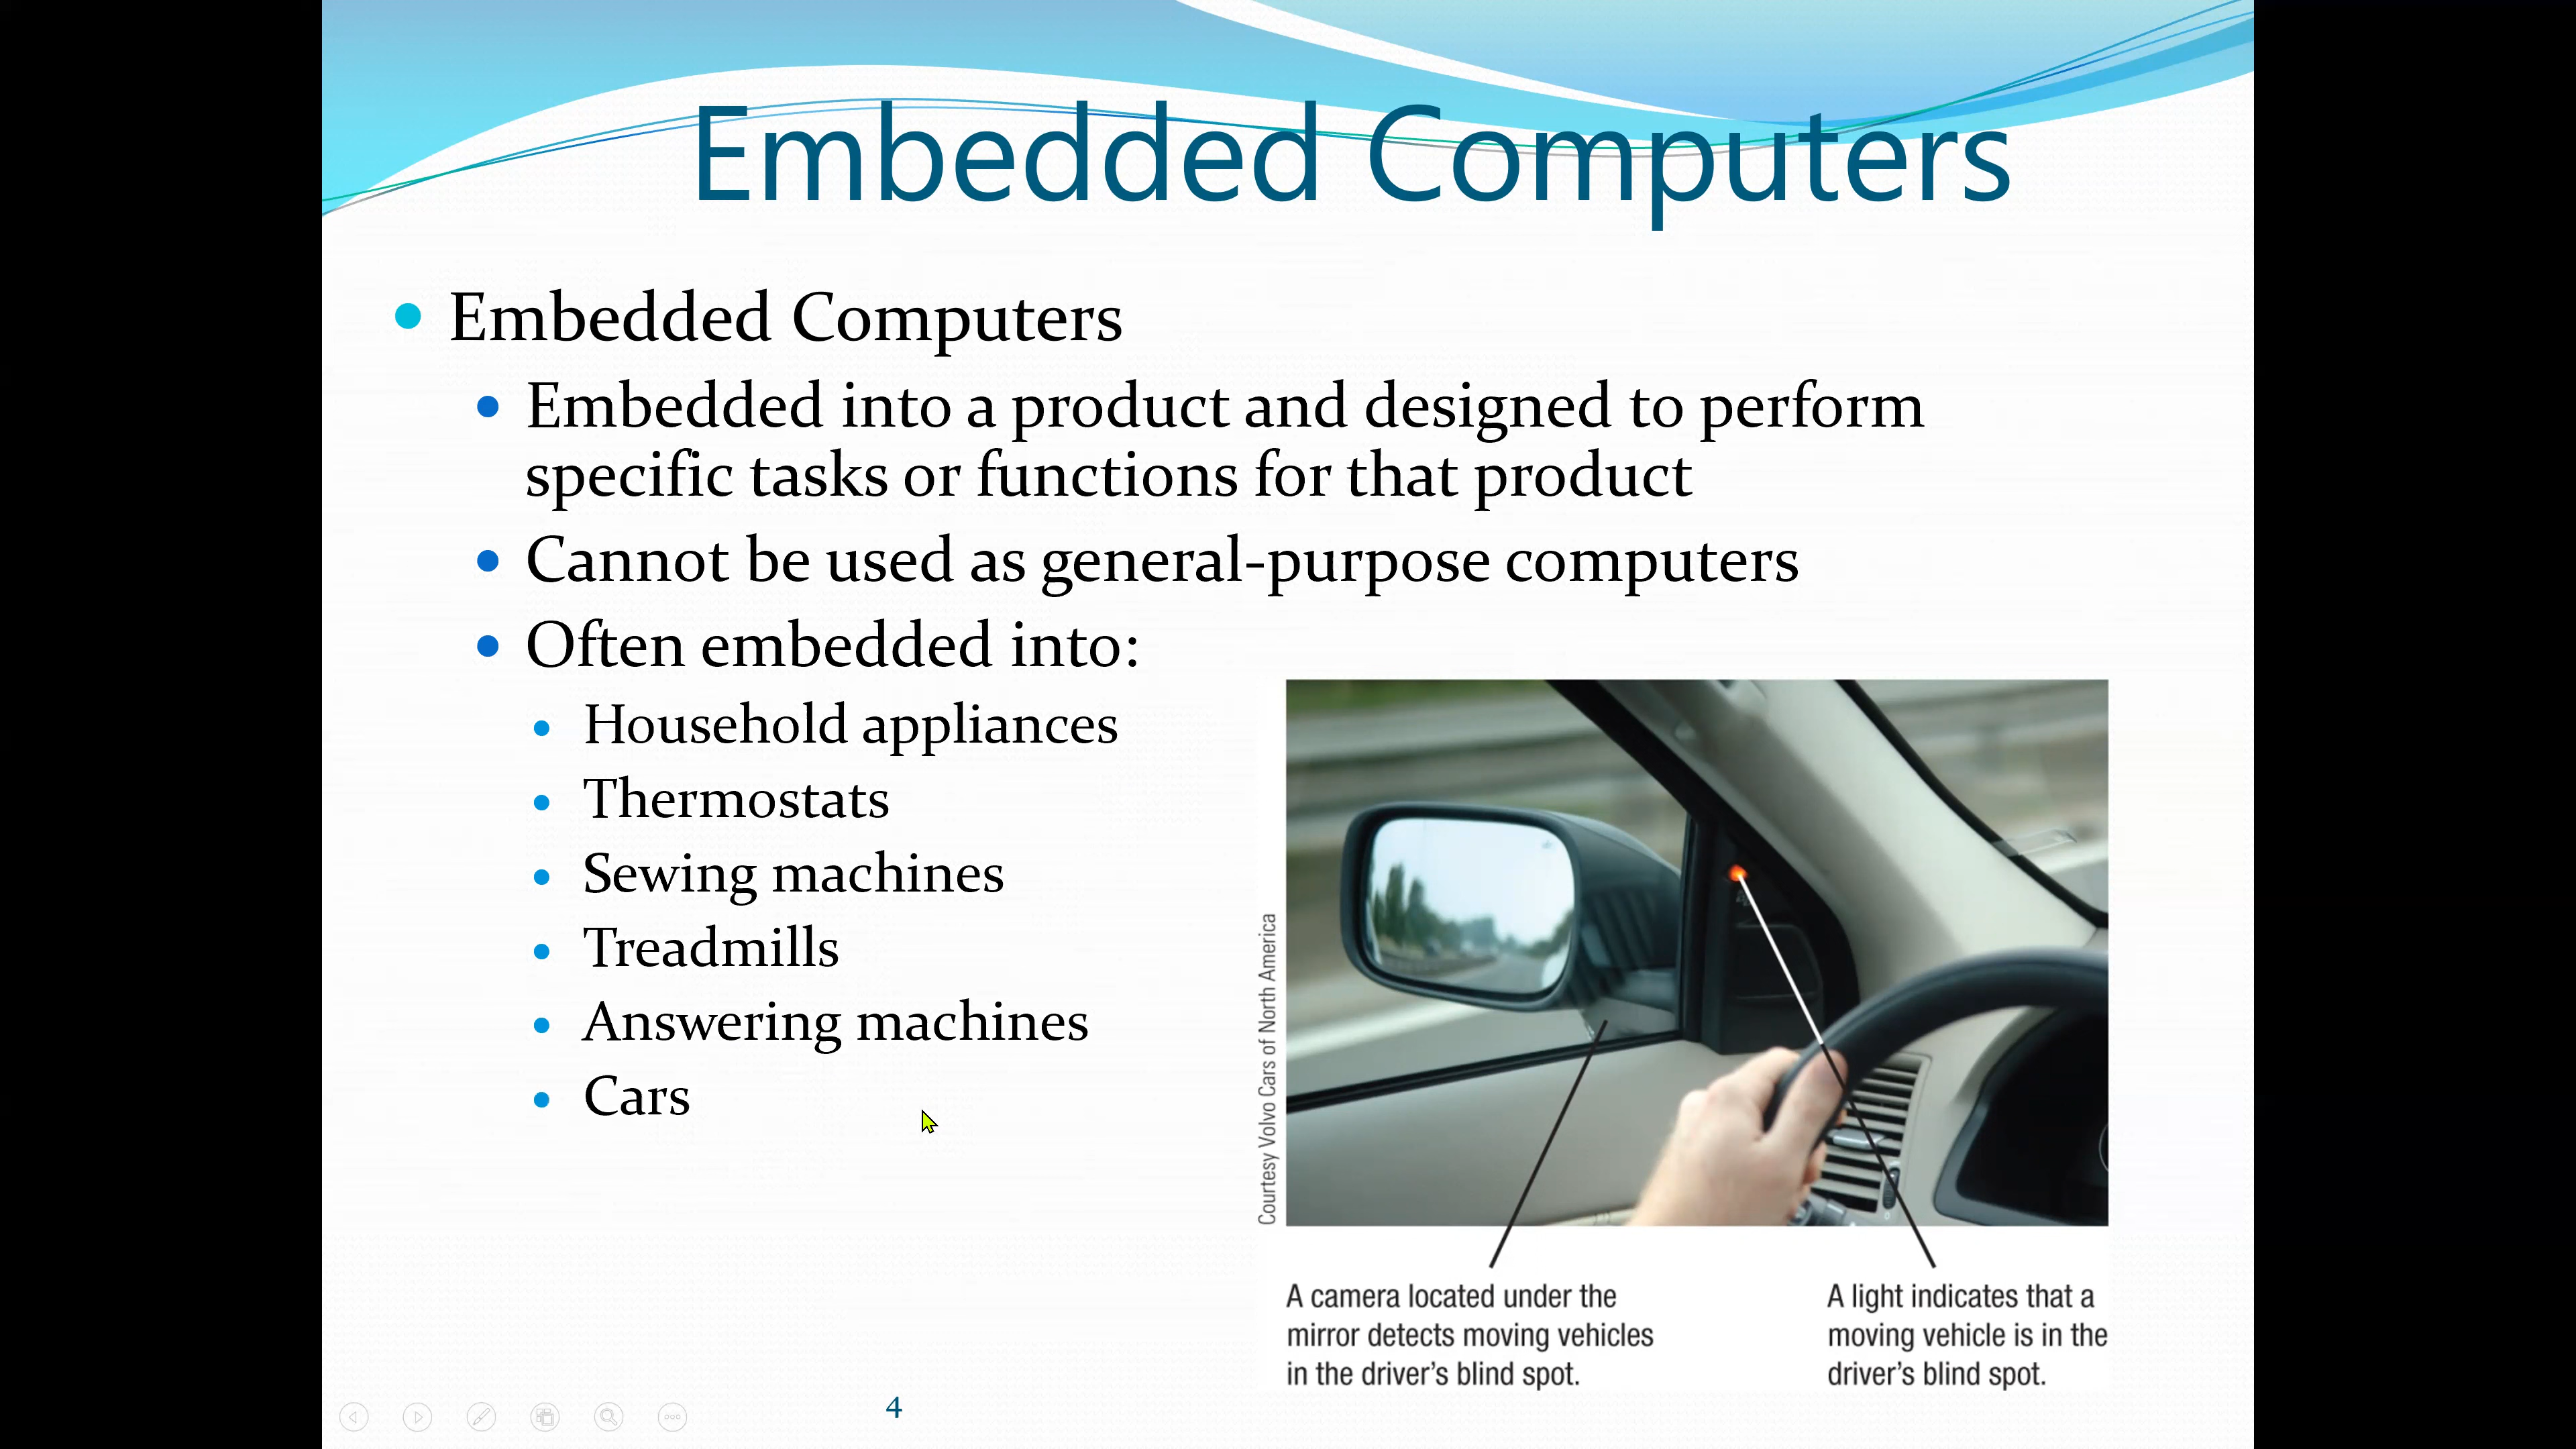 Embedded Computers
Embedded Computers
Embedded into a product and designed to perform
specific tasks or functions for that product
Cannot be used as general-purpose computers
Often embedded into:
Household appliances
Thermostats
Sewing machines
Treadmills
Answering machines
Cars
Courtesy Volvo Cars of North America
A camera located under the
mirror detects moving vehicles
in the driver's blind spot.
A light indicates that a
moving vehicle is in the
driver's blind spot.
4